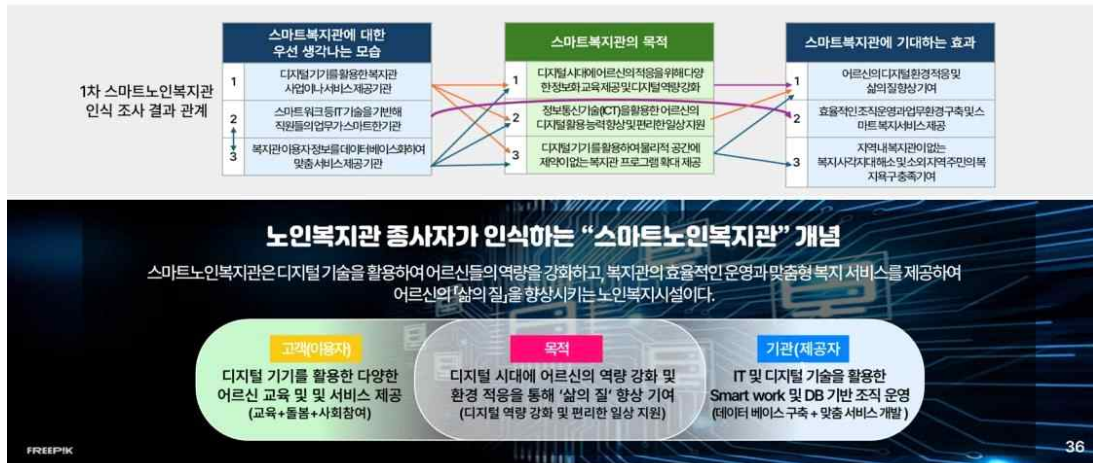 1차 스마트노인복지관
인식 조사 결과 관계
스마트복지관에 대한
우선 생각나는 모습
1
디지털기기를 활용한 복지관
사업이나 서비스 제공기관
2
스마트 워크 등 IT 기술을 기반해
직원들의 업무가 스마트한 기관
3
복지관 이용자 정보를 데이터베이스화하여
맞춤 서비스 제공 기관
스마트복지관의 목적
1
디지털 시대에 어르신의 적응을 위해 다양
한 정보화 교육 제공 및 디지털 역량강화
2
정보통신기술(ICT)을 활용한 어르신의
디지털 활용 능력 향상 및 편리한 일상 지원
3
디지털 기기를 활용하여 물리적 공간에
제약이 없는 복지관 프로그램 확대 제공
스마트복지관에 기대하는 효과
1
어르신의 디지털 환경 적응 및
삶의 질 향상 기여
2
효율적인 조직운영과 업무환경 구축 및 스
마트 복지서비스 제공
3
지역 내 복지관이 없는
복지 사각지대 해소 및 소외 지역 주민의 복
지 욕구 충족 기여
노인복지관 종사자가 인식하는 “스마트노인복지관” 개념
스마트노인복지관은 디지털 기술을 활용하여 어르신들의 역량을 강화하고, 복지관의 효율적인 운영과 맞춤형 복지 서비스를 제공하여
어르신의 「삶의 질」을 향상시키는 노인복지시설이다.
고객(이용자)
디지털 기기를 활용한 다양한
어르신 교육 및 및 서비스 제공
(교육+돌봄+사회참여)
목적
디지털 시대에 어르신의 역량 강화 및
환경 적응을 통해 ‘삶의 질’ 향상 기여
(디지털 역량 강화 및 편리한 일상 지원)
기관(제공자
IT 및 디지털 기술을 활용한
Smart work 및 DB 기반 조직 운영
(데이터 베이스 구축 + 맞춤 서비스 개발 )
FREEPIK
36